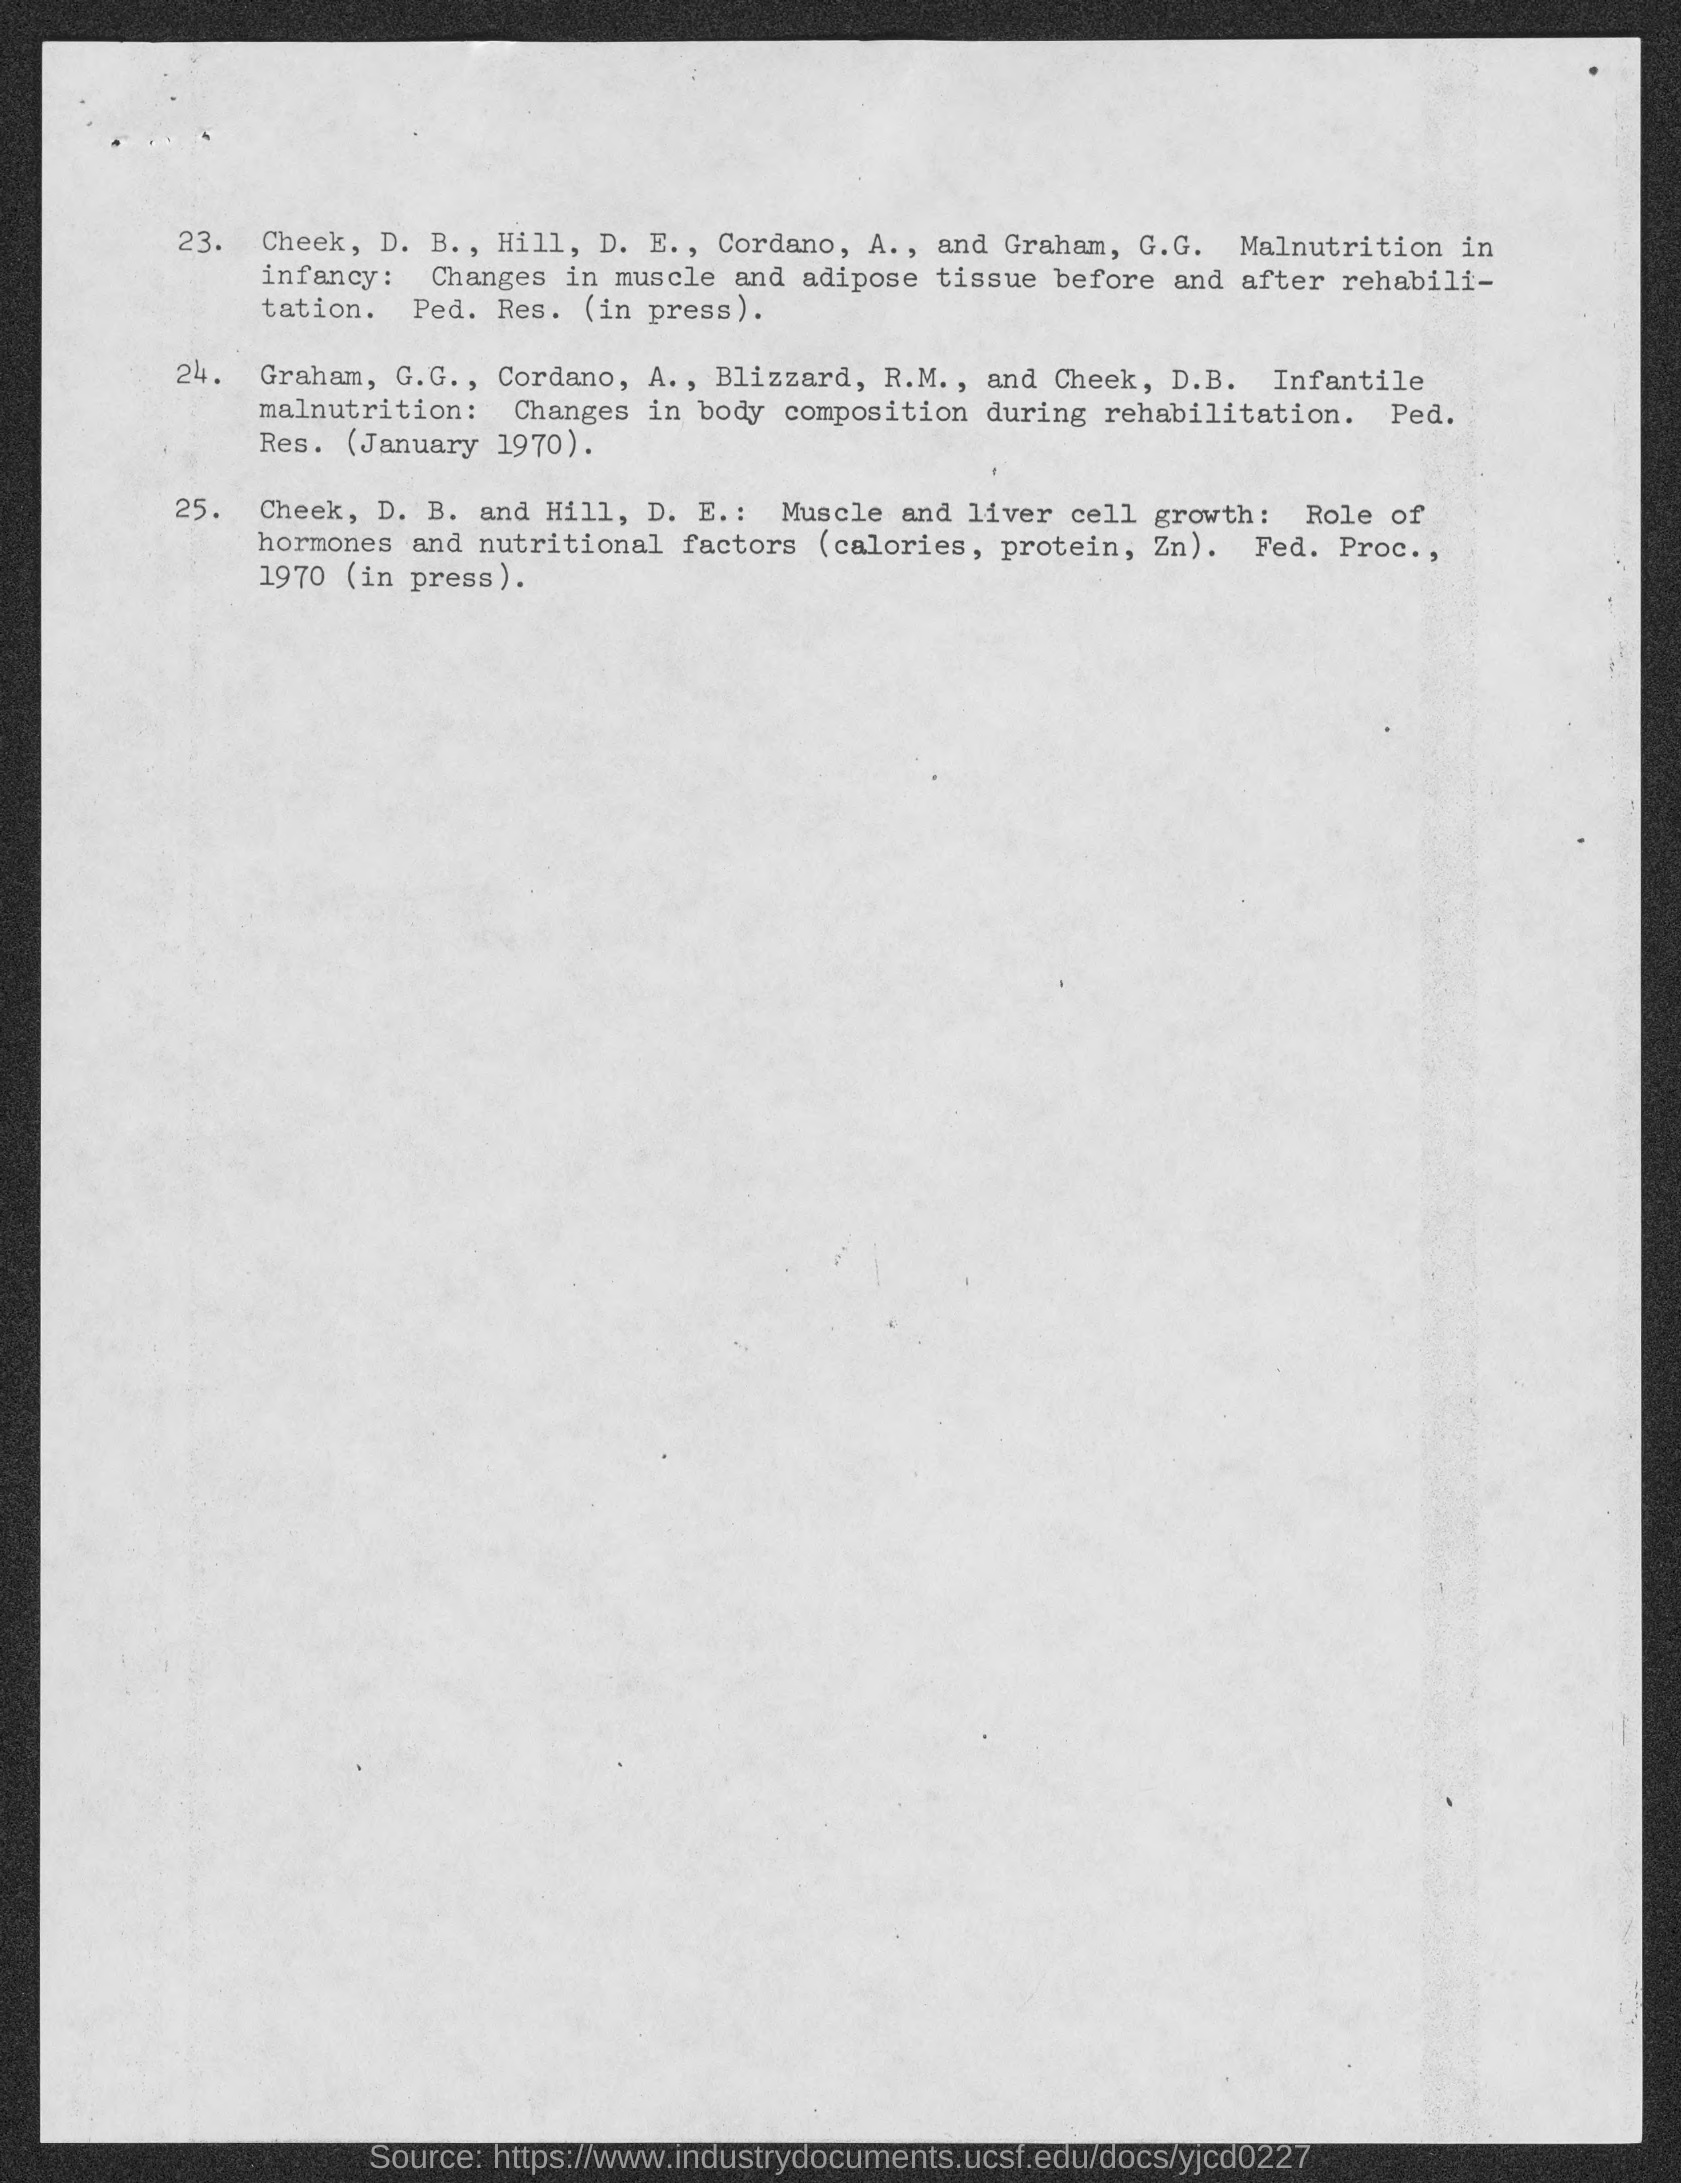 23. Cheek, D. B., Hill, D. E., Cordano, A., and Graham, G.G. Malnutrition in
infancy: Changes in muscle and adipose tissue before and after rehabili-
tation. Ped. Res. (in press).
24. Graham, G.G., Cordano, A., Blizzard, R.M., and Cheek, D.B. Infantile
malnutrition: Changes in body composition during rehabilitation. Ped.
Res. (January 1970).
25. Cheek, D. B. and Hill, D. E.: Muscle and liver cell growth: Role of
hormones and nutritional factors (calories, protein, Zn). Fed. Proc.,
1970 (in press).
Source: https://www.industrydocuments.ucsf.edu/docs/yjcd0227